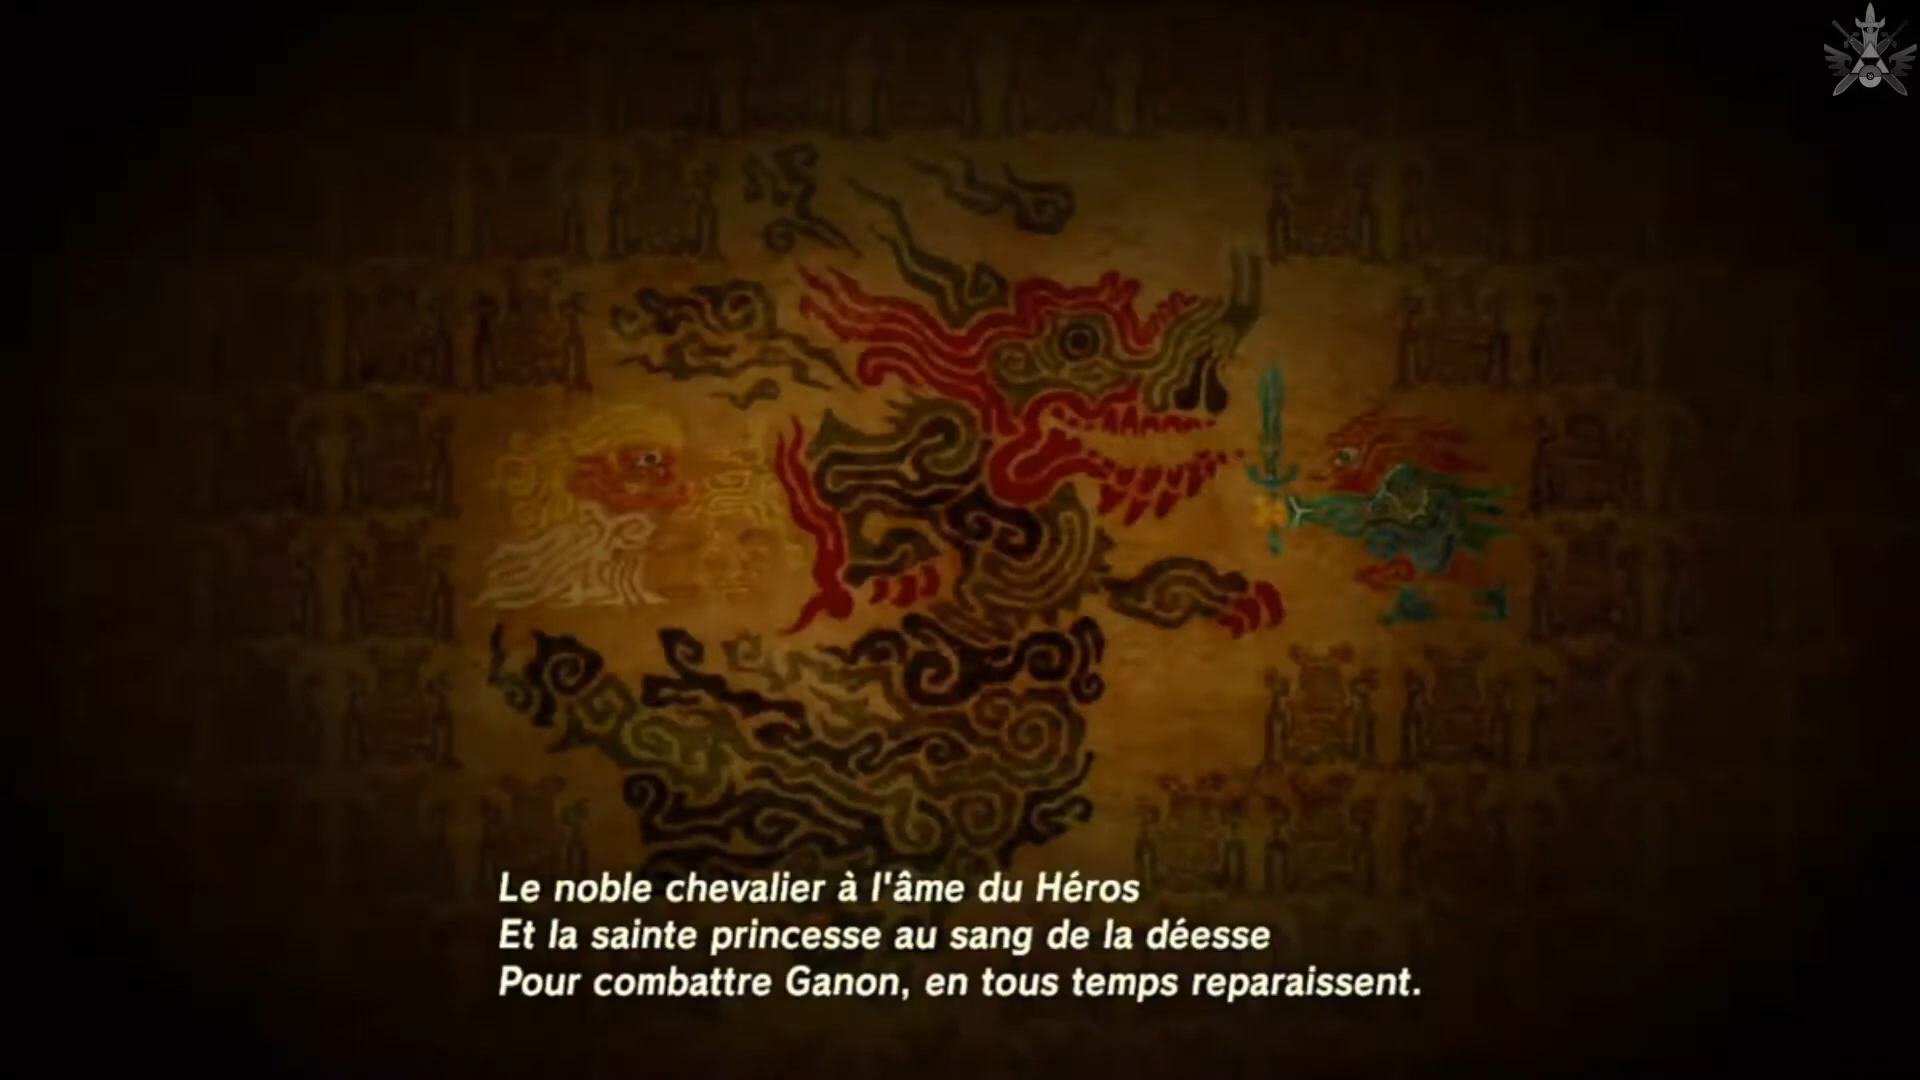 Le noble chevalier à l'âme du Héros
Et la sainte princesse au sang de la déesse
Pour combattre Ganon, en tous temps reparaissent.